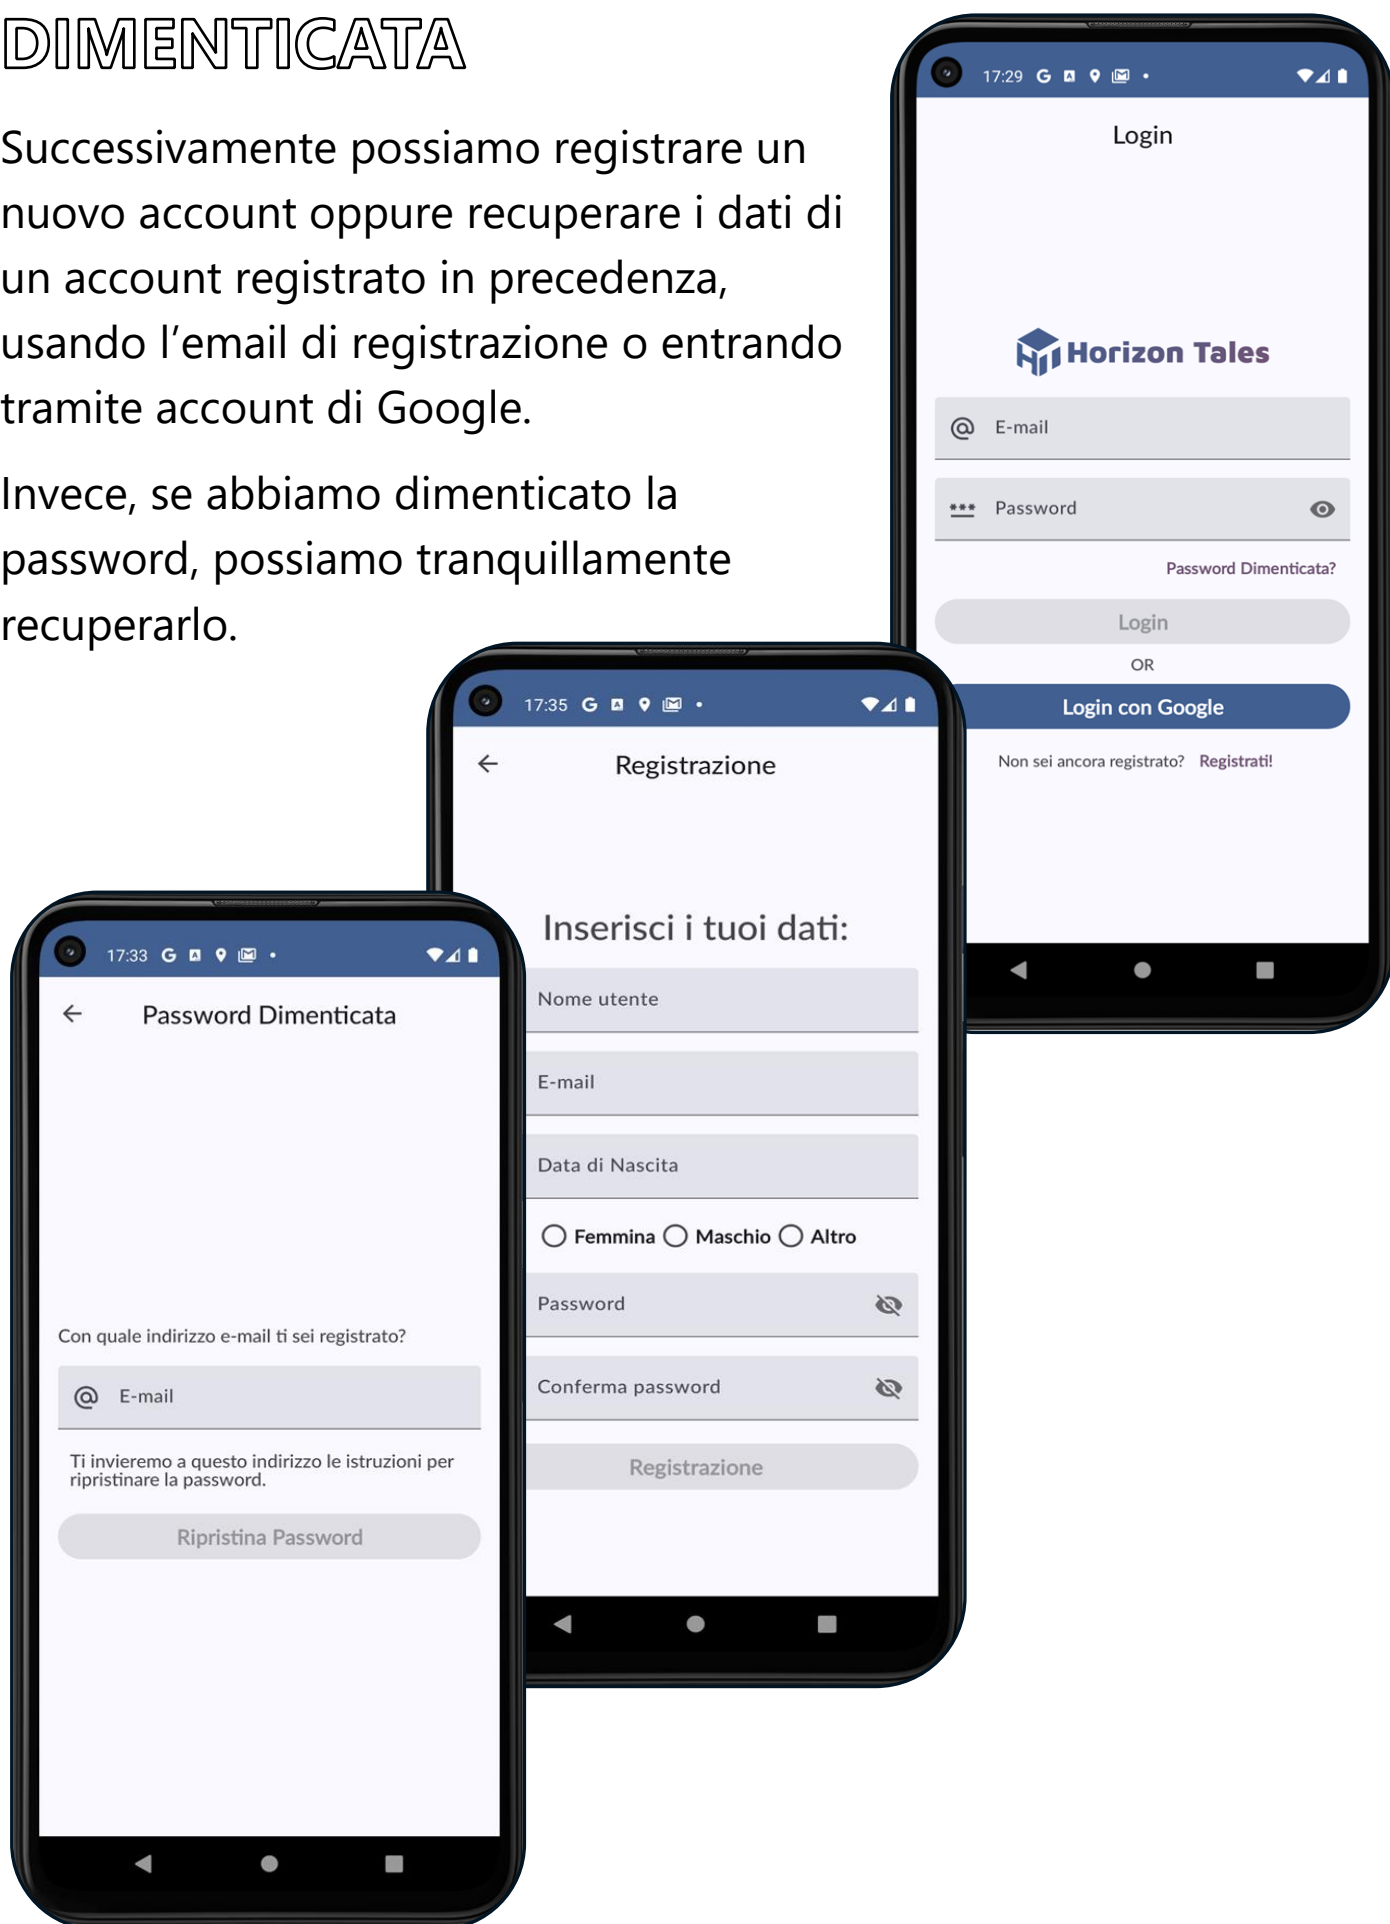 DIMENTICATA
Successivamente possiamo registrare un
nuovo account oppure recuperare i dati di
un account registrato in precedenza,
usando l’email di registrazione o entrando
tramite account di Google.
Invece, se abbiamo dimenticato la
password, possiamo tranquillamente
recuperarlo.
17:29
Login
Horizon Tales
E-mail
Password
Password Dimenticata?
Login
OR
Login con Google
Non sei ancora registrato? Registrati!
17:35
Registrazione
Inserisci i tuoi dati:
Nome utente
E-mail
Data di Nascita
Femmina Maschio Altro
Password
Conferma password
Registrazione
17:33
Password Dimenticata
Con quale indirizzo e-mail ti sei registrato?
E-mail
Ti invieremo a questo indirizzo le istruzioni per
ripristinare la password.
Ripristina Password